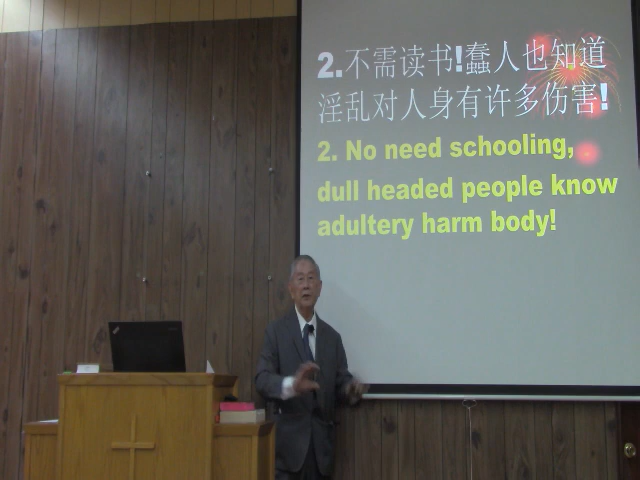 2.不需读书!蠢人也知道
淫乱对人身有许多伤害!
2. No need schooling,
dull headed people know
adultery harm body!